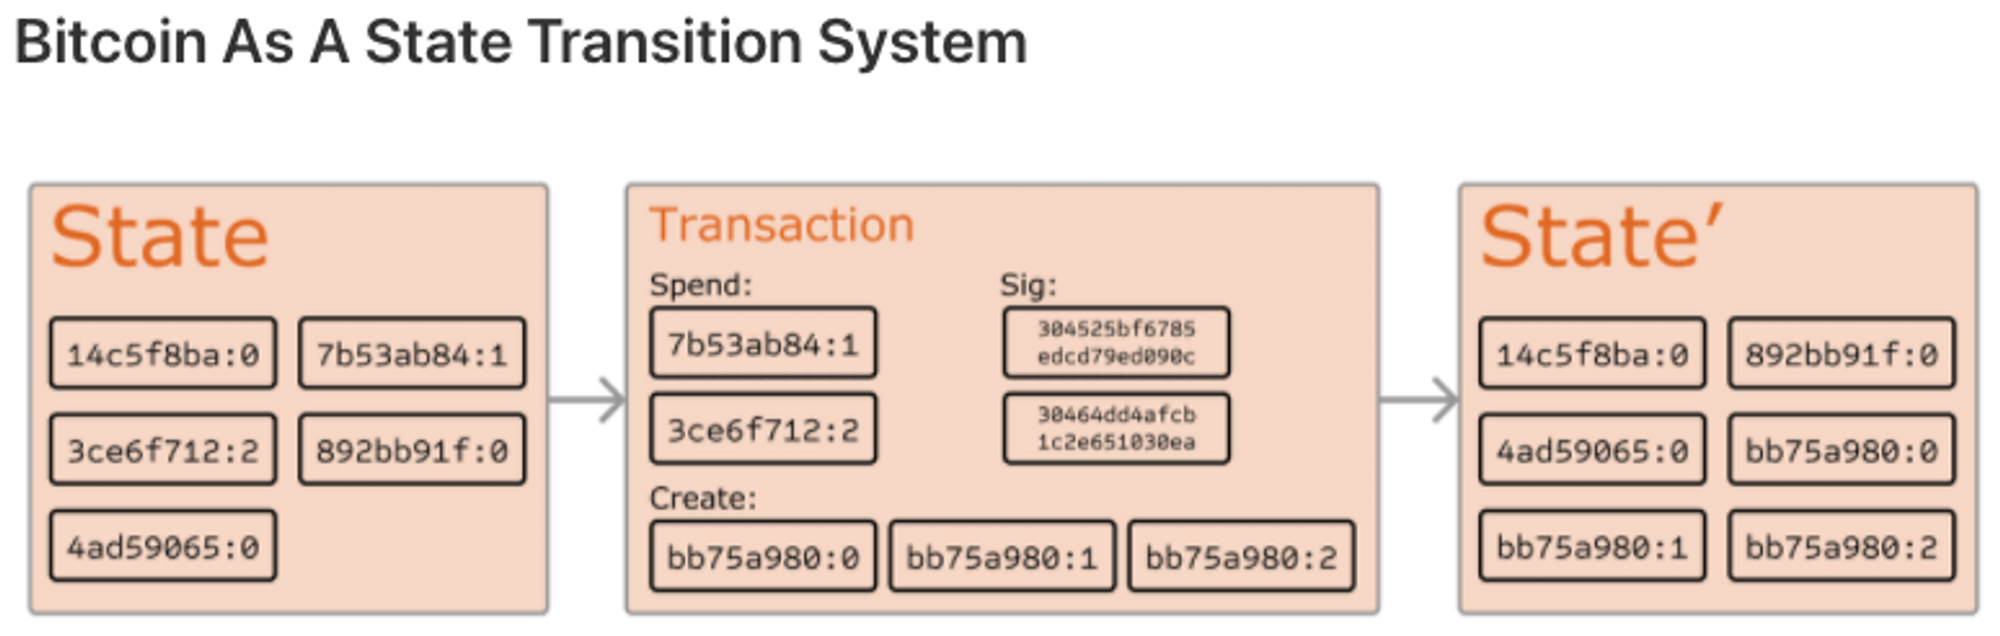 Bitcoin As A State Transition System
State
14c5f8ba:0 7b53ab84:1
3ce6f712:2 892bb91f:0
4ad59065:0
Transaction
Spend: Sig:
7b53ab84:1
304525bf6785
edcd79ed090c
3ce6f712:2
30464dd4afcb
1c2e651030ea
Create:
bb75a980:0 bb75a980:1 bb75a980:2
State’
14c5f8ba:0 892bb91f:0
4ad59065:0 bb75a980:0
bb75a980:1 bb75a980:2